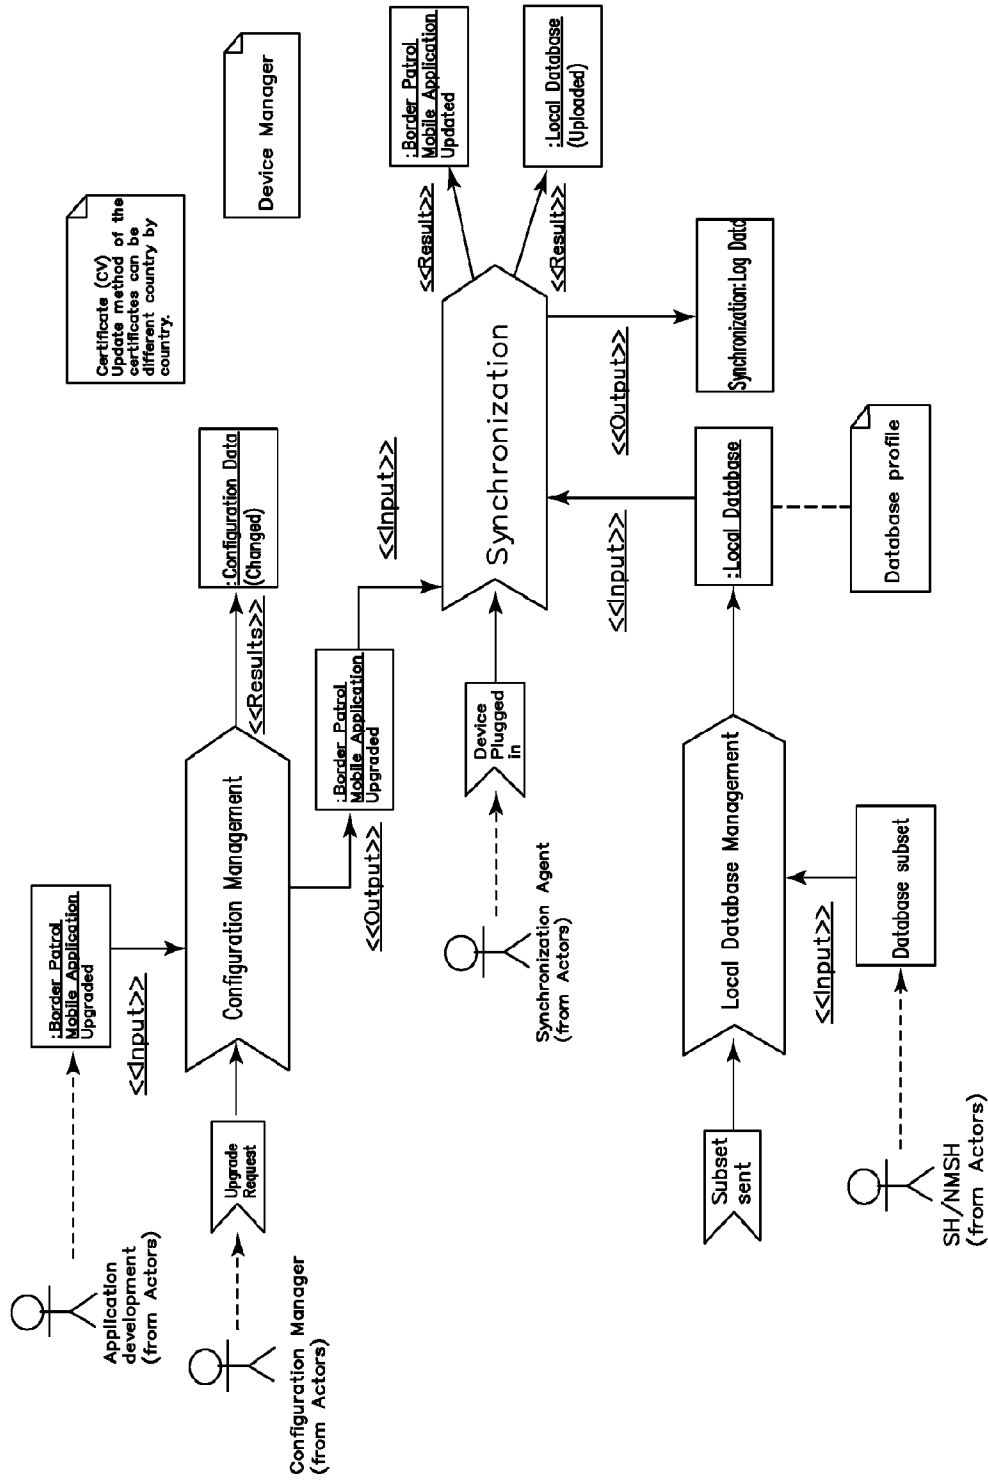 Application
development
(from Actors)
:Border Patrol
Mobile Application
Upgraded
<<Input>>
Certificate (CV)
Update method of the
certificates can be
different country by
country.
Device Manager
Configuration Manager
(from Actors)
Upgrade
Request
Configuration Management
<<Results>>
:Configuration Data
(Changed)
<<Output>>
:Border Patrol
Mobile Application
Upgraded
<<Input>>
Synchronization Agent
(from Actors)
Device
Plugged
in
Synchronization
<<Result>>
:Border Patrol
Mobile Application
Updated
<<Result>>
:Local Database
(Uploaded)
<<Output>>
Synchronization:Log Data
<<Input>>
Subset
sent
Local Database Management
:Local Database
Database profile
<<Input>>
Database subset
SH/NMSH
(from Actors)